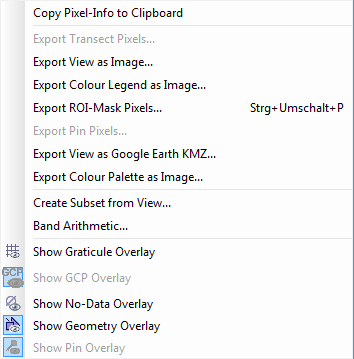 Copy Pixel-Info to Clipboard
Export Transect Pixels...
Export View as Image...
Export Colour Legend as Image...
Export ROI-Mask Pixels... Strg+Umschalt+P
Export Pin Pixels...
Export View as Google Earth KMZ...
Export Colour Palette as Image...
Create Subset from View...
Band Arithmetic...
Show Graticule Overlay
GCP Show GCP Overlay
Show No-Data Overlay
Show Geometry Overlay
Show Pin Overlay